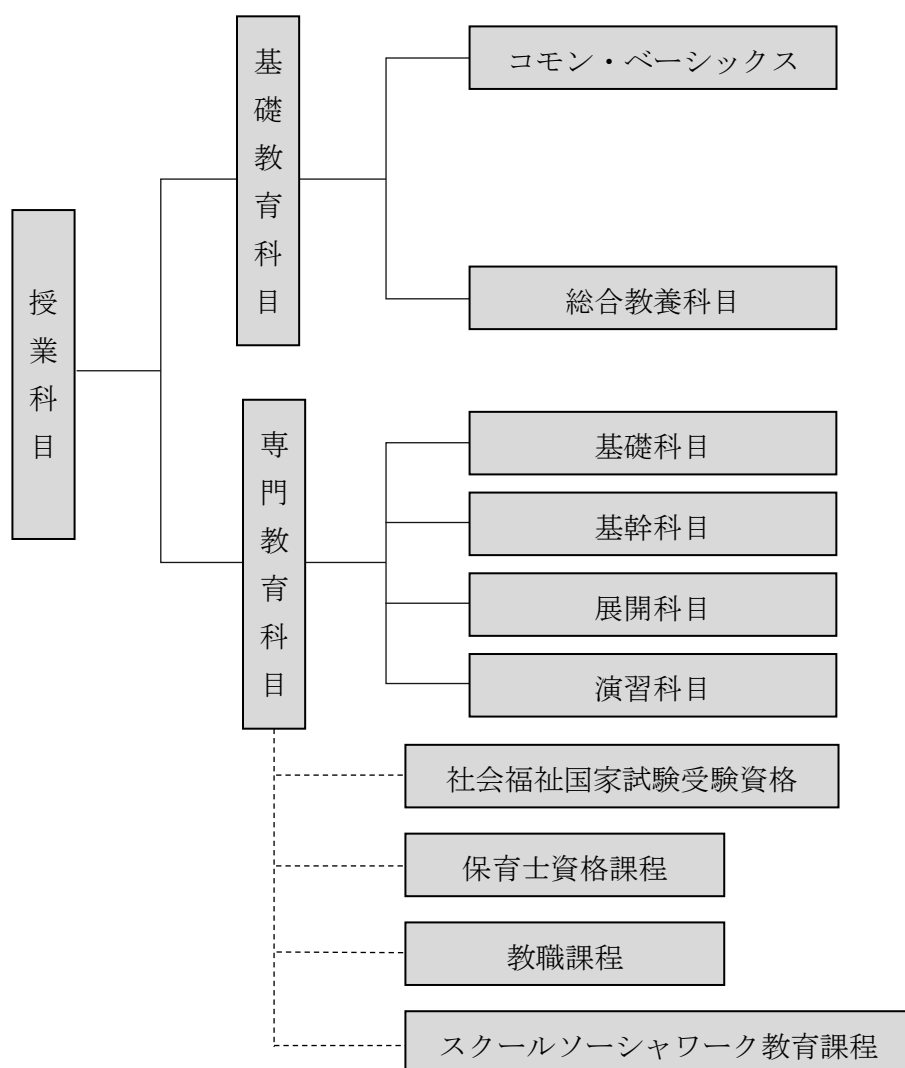 授業科目
基礎教育科目
コモン・ベーシックス
総合教養科目
専門教育科目
基礎科目
基幹科目
展開科目
演習科目
社会福祉国家試験受験資格
保育士資格課程
教職課程
スクールソーシャワーク教育課程